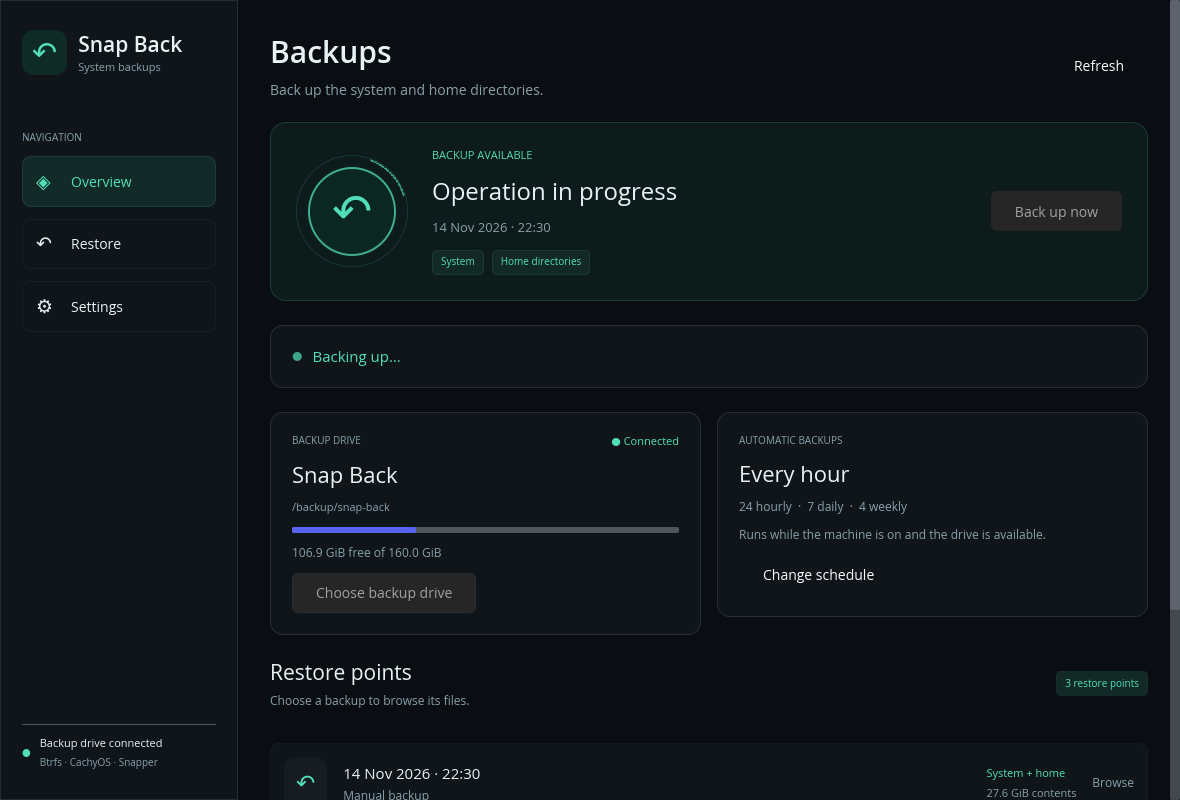 Snap Back
System backups
NAVIGATION
Overview
Restore
Settings
Backup drive connected
Btrfs · CachyOS · Snapper
Backups
Back up the system and home directories.
Refresh
BACKUP AVAILABLE
Operation in progress
14 Nov 2026 · 22:30
System
Home directories
Back up now
Backing up...
BACKUP DRIVE
Connected
Snap Back
/backup/snap-back
106.9 GiB free of 160.0 GiB
Choose backup drive
AUTOMATIC BACKUPS
Every hour
24 hourly · 7 daily · 4 weekly
Runs while the machine is on and the drive is available.
Change schedule
Restore points
Choose a backup to browse its files.
3 restore points
14 Nov 2026 · 22:30
Manual backup
System + home
27.6 GiB contents
Browse